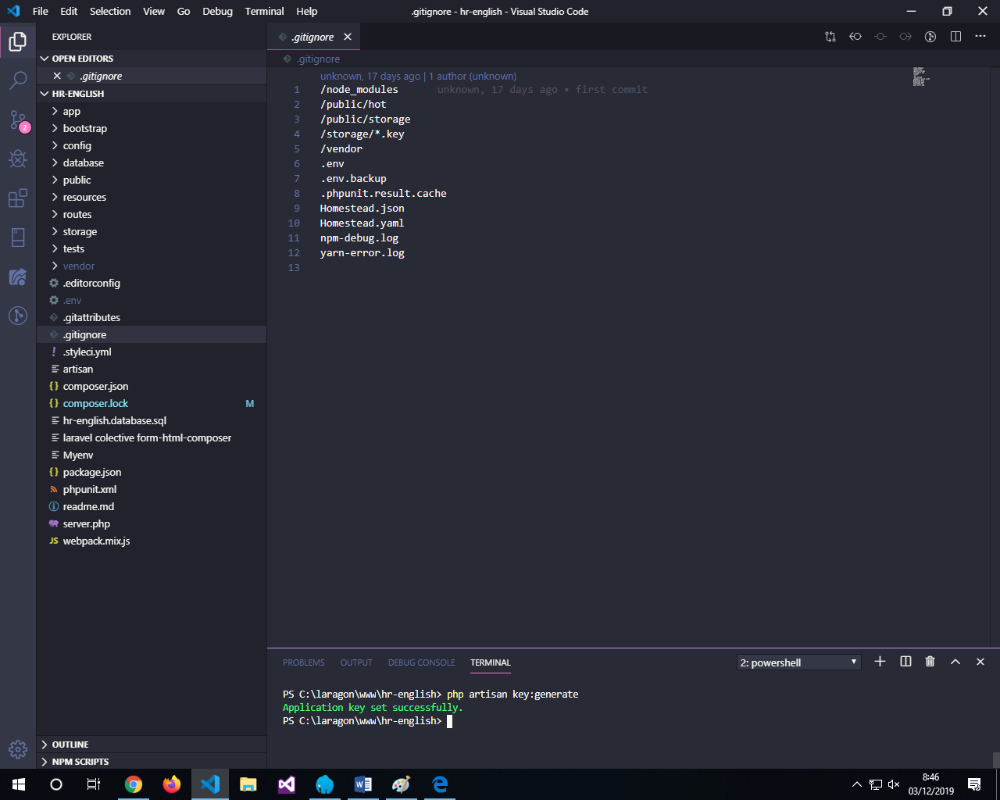 File Edit Selection View Go Debug Terminal Help
.gitignore - hr-english - Visual Studio Code
EXPLORER
OPEN EDITORS
.gitignore
HR-ENGLISH
app
bootstrap
config
database
public
resources
routes
storage
tests
vendor
.editorconfig
.env
.gitattributes
.gitignore
.styleci.yml
artisan
composer.json
composer.lock M
hr-english.database.sql
laravel colective form-html-composer
Myenv
package.json
phpunit.xml
readme.md
server.php
JS webpack.mix.js
OUTLINE
NPM SCRIPTS
2
.gitignore
.gitignore
unknown, 17 days ago | 1 author (unknown)
1 /node_modules unknown, 17 days ago • first commit
2 /public/hot
3 /public/storage
4 /storage/*.key
5 /vendor
6 .env
7 .env.backup
8 .phpunit.result.cache
9 Homestead.json
10 Homestead.yaml
11 npm-debug.log
12 yarn-error.log
13
PROBLEMS OUTPUT DEBUG CONSOLE TERMINAL
2: powershell
PS C:\laragon\www\hr-english> php artisan key:generate
Application key set successfully.
PS C:\laragon\www\hr-english>
8:46
03/12/2019